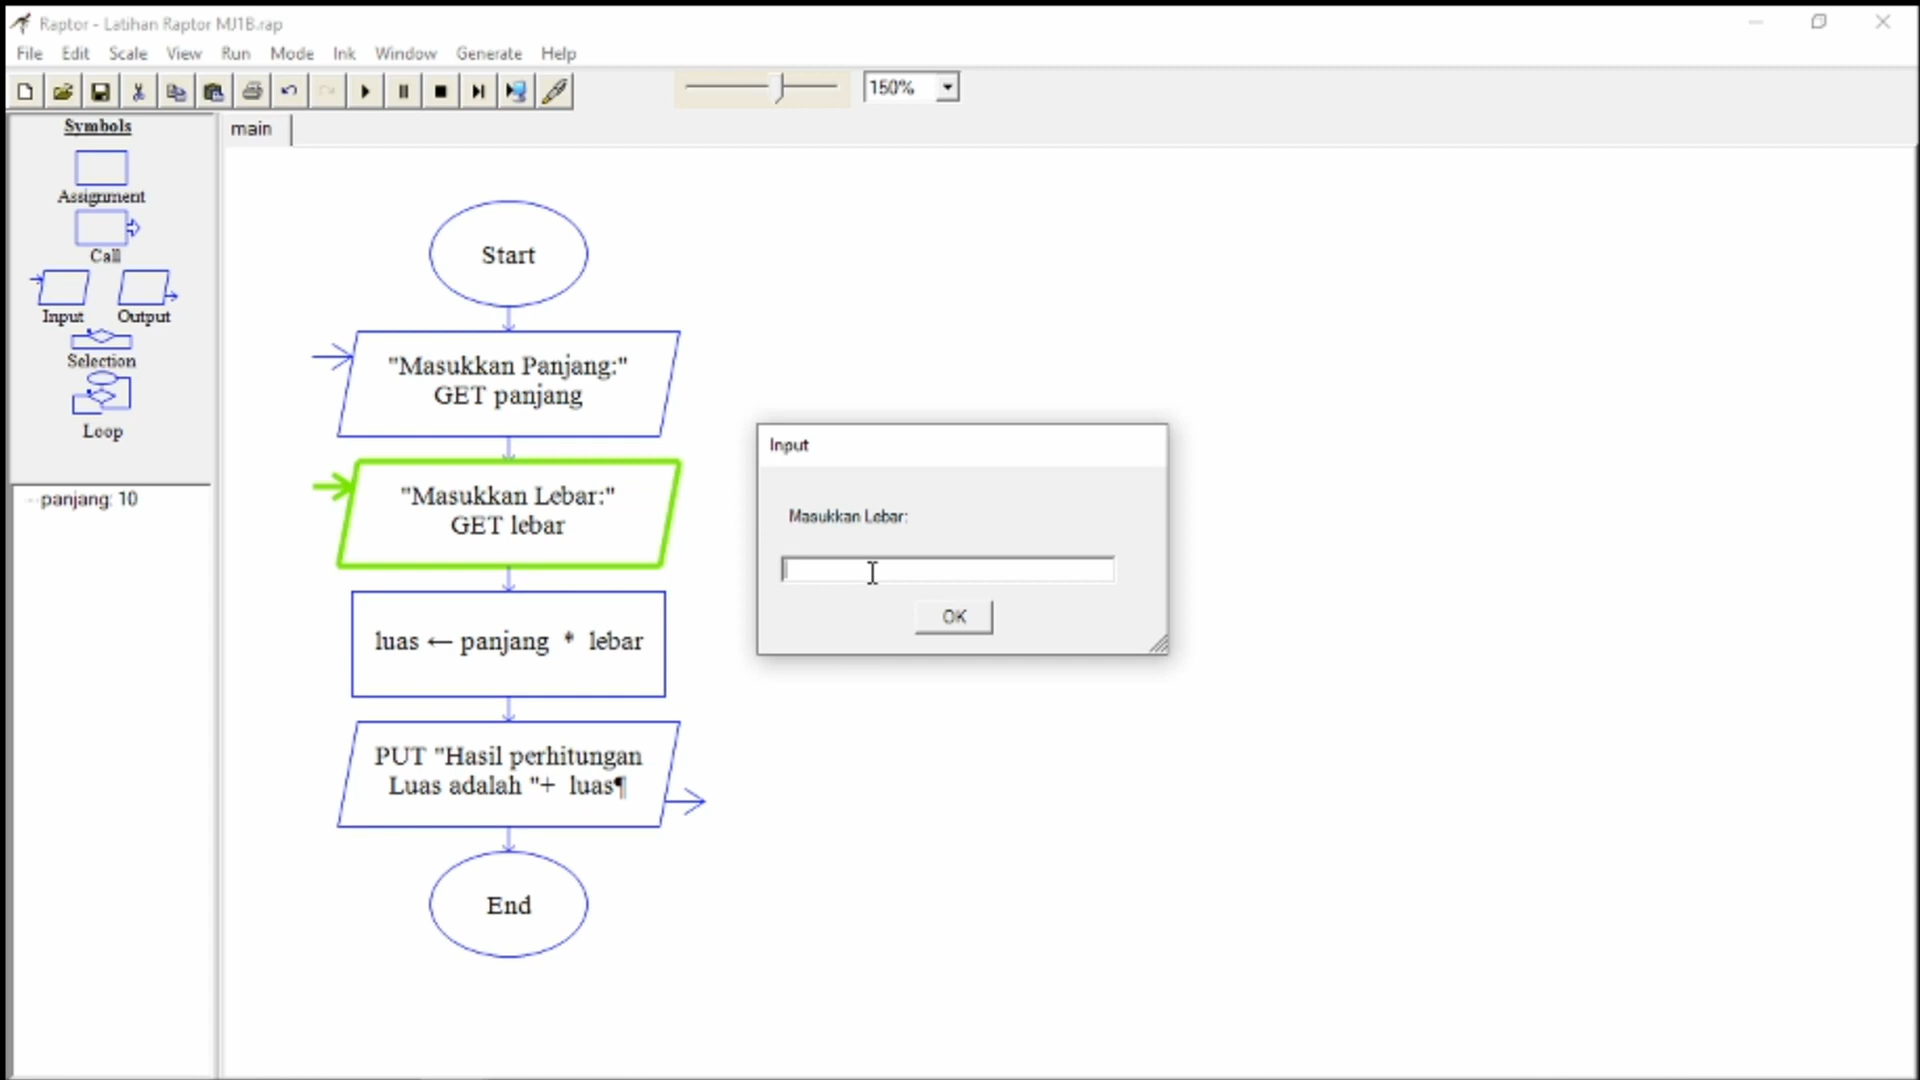 Raptor - Latihan Raptor MJ1B.rap
File Edit Scale View Run Mode Ink Window Generate Help
150%
Symbols
main
Assignment
Call
Input Output
Selection
Loop
panjang: 10
Start
"Masukkan Panjang:"
GET panjang
"Masukkan Lebar:"
GET lebar
luas ← panjang * lebar
PUT "Hasil perhitungan
Luas adalah "+ luas¶
End
Input
Masukkan Lebar:
OK